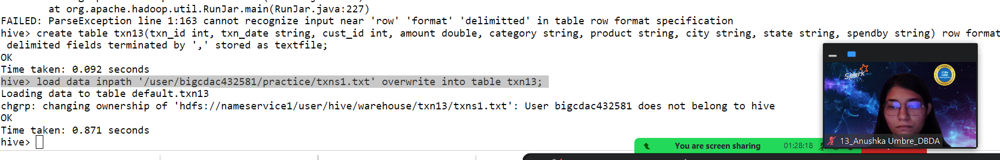 at org.apache.hadoop.util.RunJar.main(RunJar.java:227)
FAILED: ParseException line 1:163 cannot recognize input near 'row' 'format' 'delimitted' in table row format specification
hive> create table txn13(txn_id int, txn_date string, cust_id int, amount double, category string, product string, city string, state string, spendby string) row format
delimited fields terminated by ',' stored as textfile;
OK
Time taken: 0.092 seconds
hive> load data inpath '/user/bigcdac432581/practice/txns1.txt' overwrite into table txn13;
Loading data to table default.txn13
chgrp: changing ownership of 'hdfs://nameservice1/user/hive/warehouse/txn13/txns1.txt': User bigcdac432581 does not belong to hive
OK
Time taken: 0.871 seconds
hive>
Spark
13_Anushka Umbre_DBDA
You are screen sharing
01:28:18